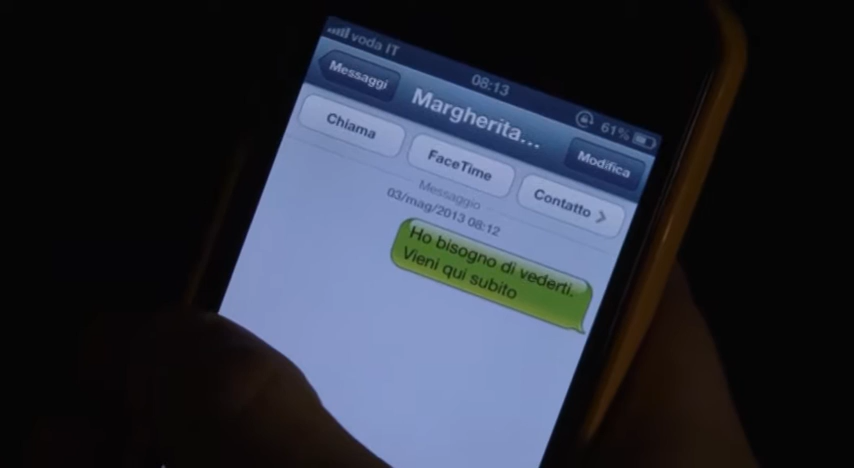 voda IT
08:13
61%
Messaggi
Margherita...
Modifica
Chiama
FaceTime
Contatto
Messaggio
03/mag/2013 08:12
Ho bisogno di vederti.
Vieni qui subito